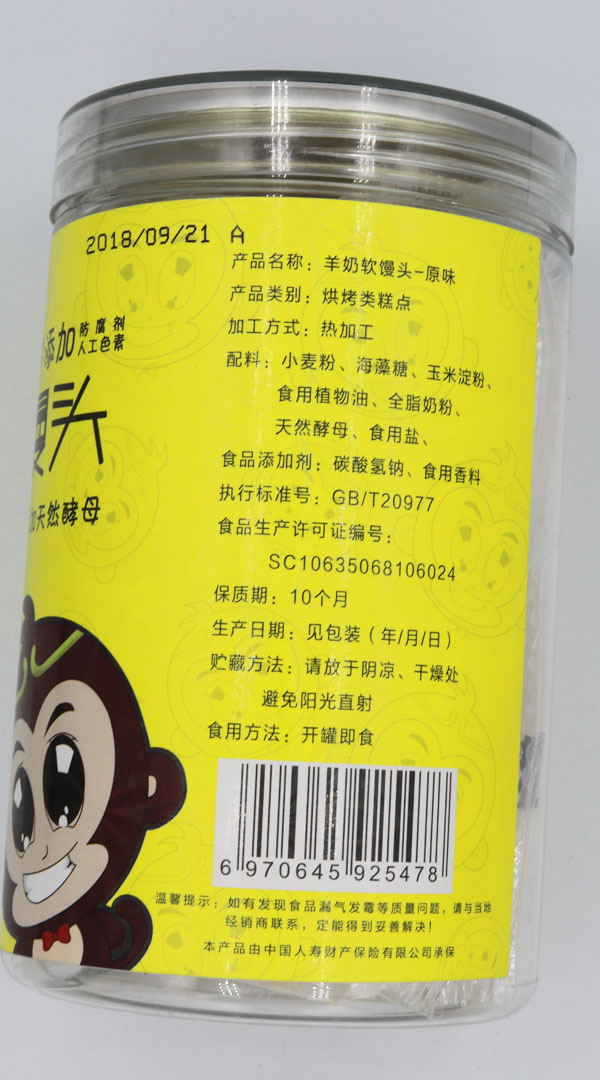 2018/09/21 A
添加防腐剂
人工色素
头
天然酵母
产品名称：羊奶软馒头-原味
产品类别：烘烤类糕点
加工方式：热加工
配料：小麦粉、海藻糖、玉米淀粉、
食用植物油、全脂奶粉、
天然酵母、食用盐、
食品添加剂：碳酸氢钠、食用香料
执行标准号：GB/T20977
食品生产许可证编号：
SC10635068106024
保质期：10个月
生产日期：见包装（年/月/日）
贮藏方法：请放于阴凉、干燥处
避免阳光直射
食用方法：开罐即食
6 970645 925478
温馨提示：如有发现食品漏气发霉等质量问题，请与当地
经销商联系，定能得到妥善解决！
本产品由中国人寿财产保险有限公司承保